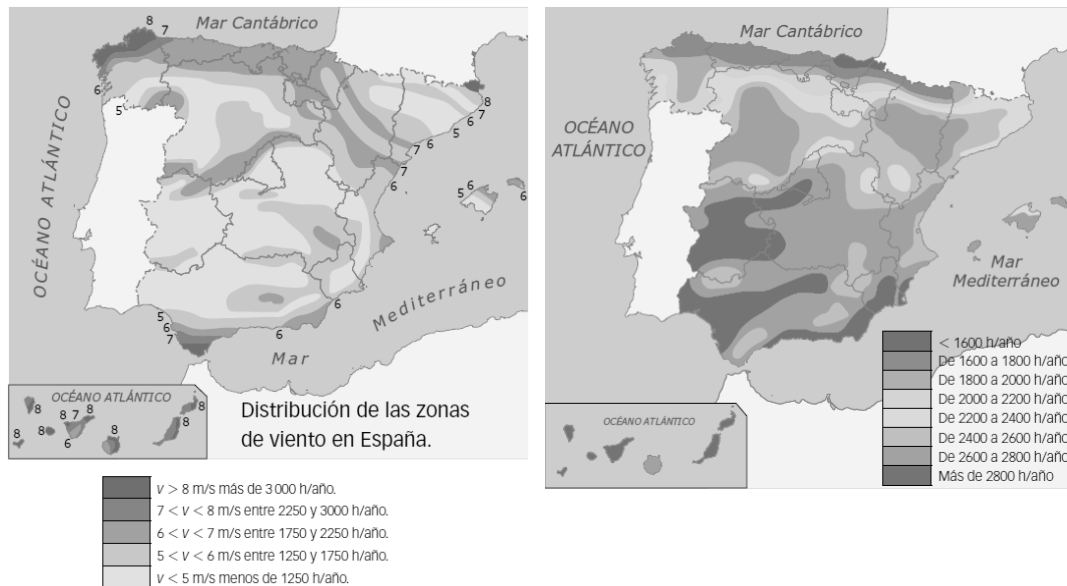 8
7
Mar Cantábrico
6
5
OCÉANO ATLÁNTICO
8
7
6
5
7
6
7
6
5
6
6
Mediterráneo
5
6
7
6
6
Mar
OCÉANO ATLÁNTICO
8
8
7
8
8
8
8
8
8
6
Distribución de las zonas
de viento en España.
v > 8 m/s más de 3 000 h/año.
7 < v < 8 m/s entre 2250 y 3000 h/año.
6 < v < 7 m/s entre 1750 y 2250 h/año.
5 < v < 6 m/s entre 1250 y 1750 h/año.
v < 5 m/s menos de 1250 h/año.
Mar Cantábrico
OCÉANO
ATLÁNTICO
Mar
Mediterráneo
OCÉANO ATLÁNTICO
< 1600 h/año
De 1600 a 1800 h/año
De 1800 a 2000 h/año
De 2000 a 2200 h/año
De 2200 a 2400 h/año
De 2400 a 2600 h/año
De 2600 a 2800 h/año
Más de 2800 h/año